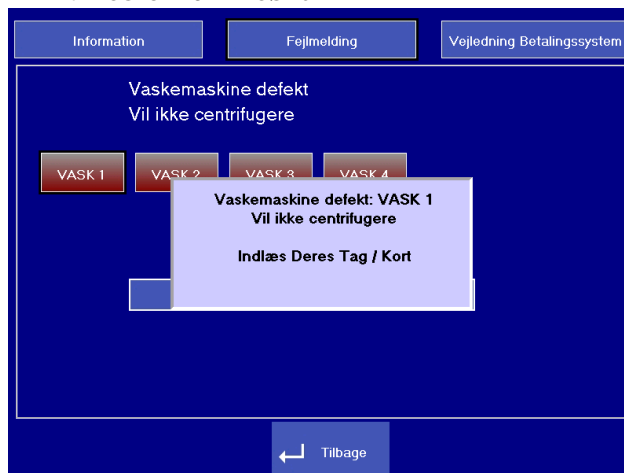 Information
Fejlmelding
Vejledning Betalingssystem
Vaskemaskine defekt
Vil ikke centrifugere
VASK 1
VASK 2
VASK 3
VASK 4
Vaskemaskine defekt: VASK 1
Vil ikke centrifugere
Indlæs Deres Tag / Kort
Tilbage